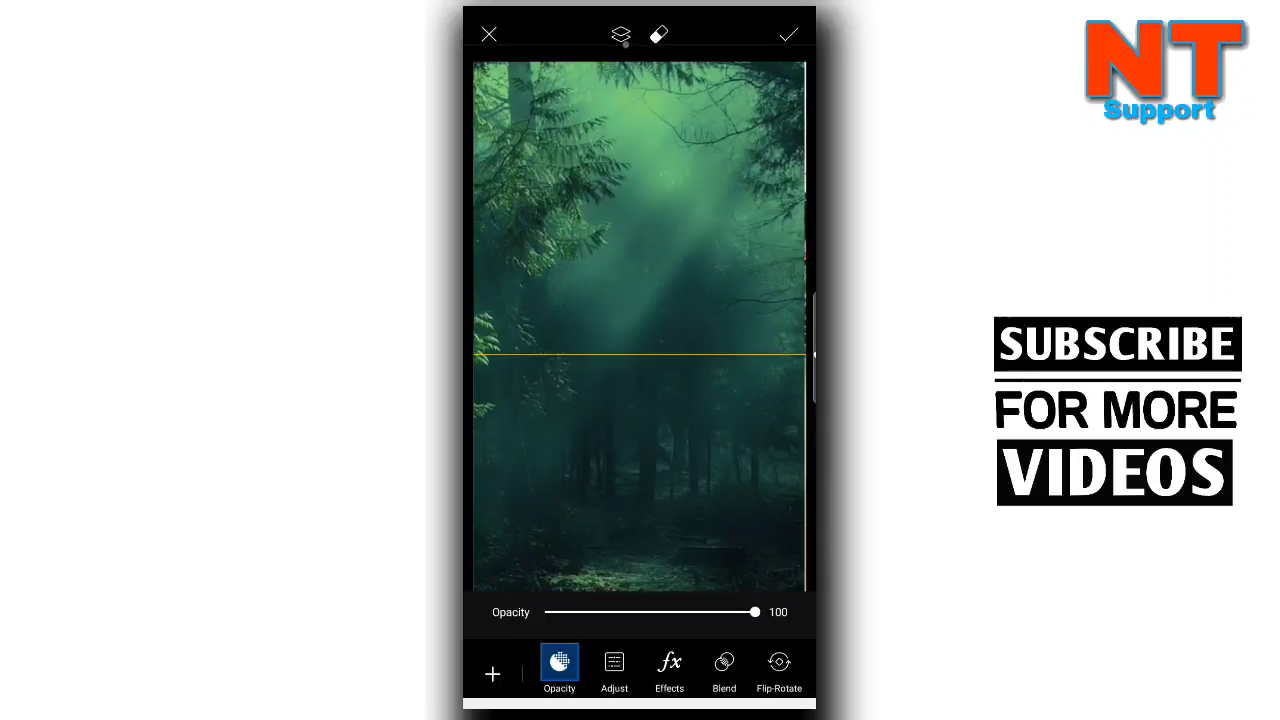 NT
Support
SUBSCRIBE
FOR MORE
VIDEOS
Opacity 100
Opacity Adjust Effects Blend Flip-Rotate